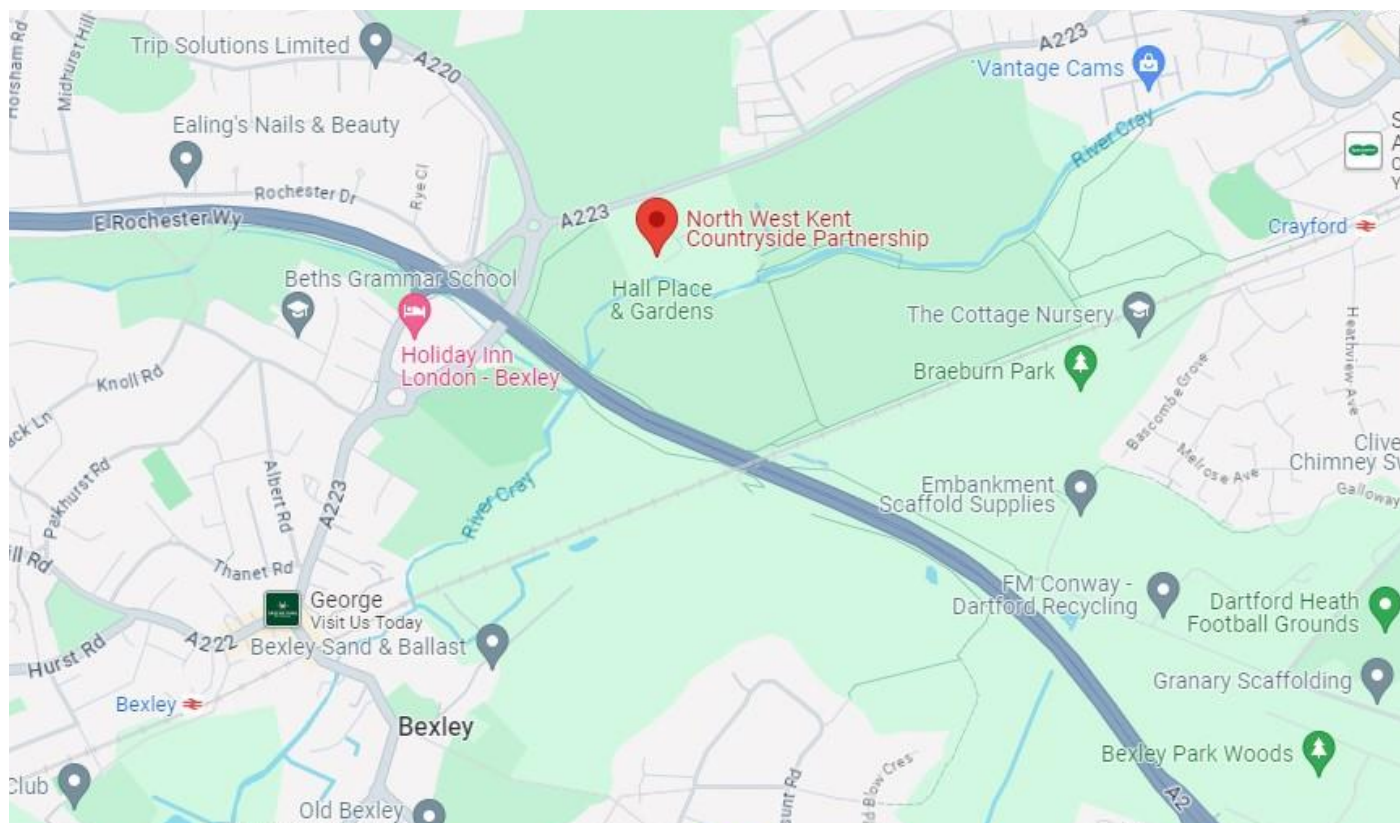 Horsham Rd
Midhurst Hill
Trip Solutions Limited
A220
A223
Vantage Cams
River Cray
Ealing's Nails & Beauty
Rochester Dr
Rye Cl
E Rochester Wy
A223
North West Kent
Countryside Partnership
Crayford
Beths Grammar School
Hall Place
& Gardens
The Cottage Nursery
Holiday Inn
London - Bexley
Braeburn Park
Heathview Ave
Knoll Rd
Bascombe Grove
Melrose Ave
Clive
Chimney Sw
Galloway
Parkhurst Rd
Albert Rd
A223
River Cray
Embankment
Scaffold Supplies
Thanet Rd
George
Visit Us Today
FM Conway -
Dartford Recycling
Dartford Heath
Football Grounds
A222
Hurst Rd
Bexley Sand & Ballast
Granary Scaffolding
Bexley
Bexley
Bexley Park Woods
Club
Old Bexley
A2